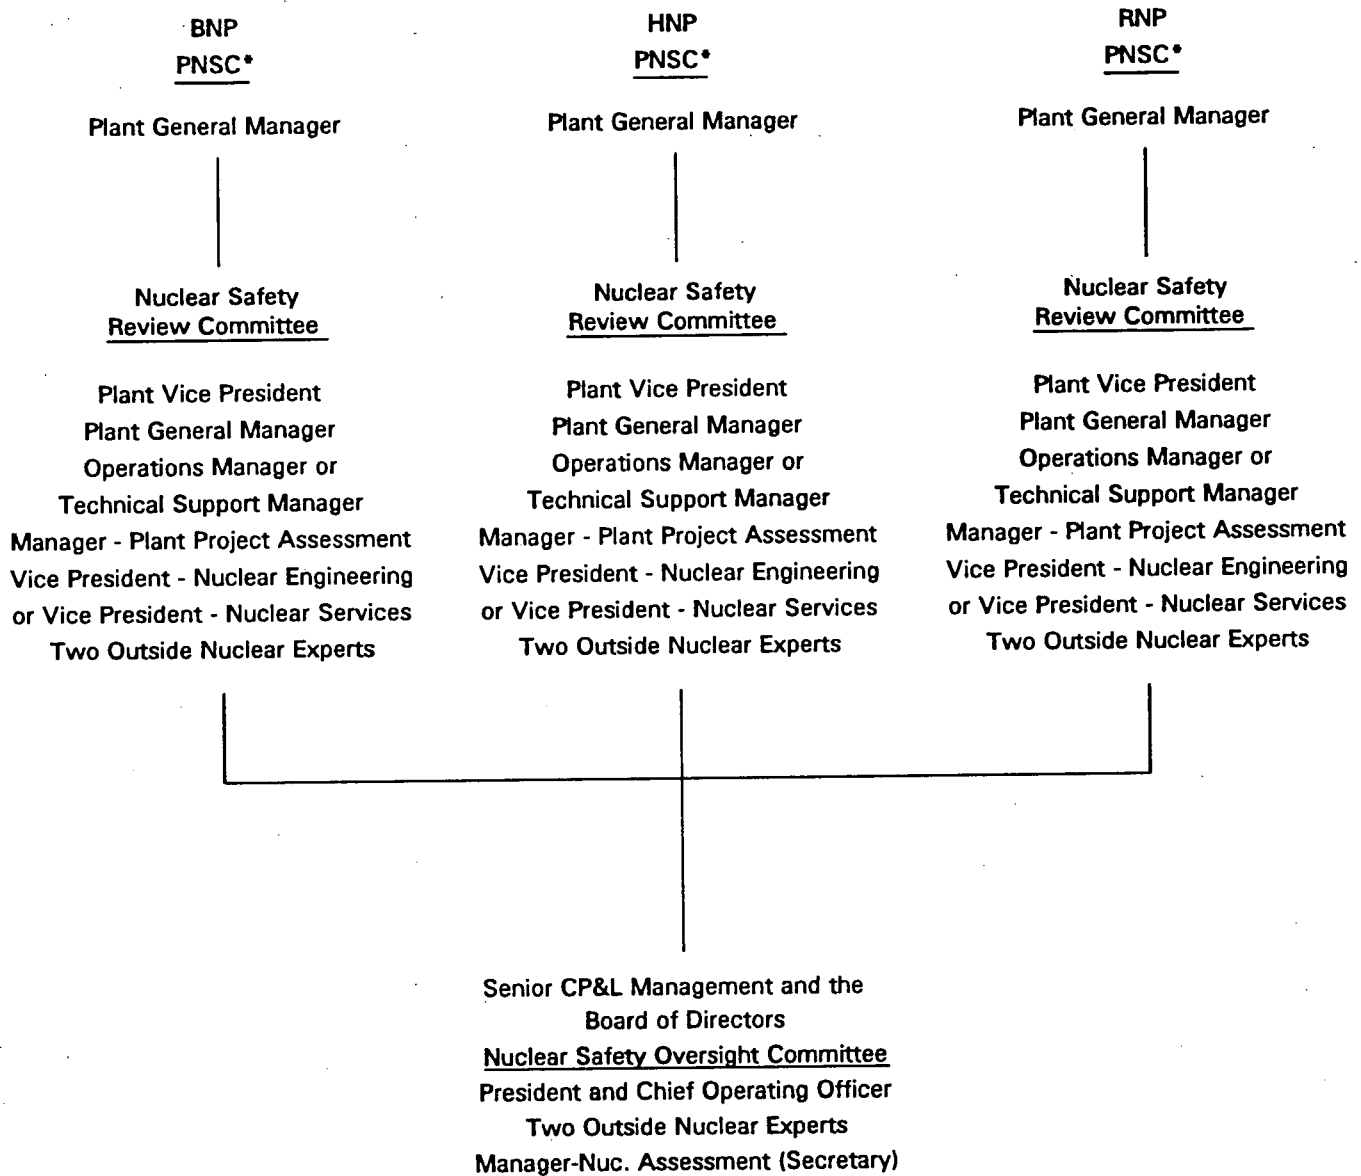 BNP
PNSC*
Plant General Manager
Nuclear Safety
Review Committee
Plant Vice President
Plant General Manager
Operations Manager or
Technical Support Manager
Manager - Plant Project Assessment
Vice President - Nuclear Engineering
or Vice President - Nuclear Services
Two Outside Nuclear Experts
HNP
PNSC*
Plant General Manager
Nuclear Safety
Review Committee
Plant Vice President
Plant General Manager
Operations Manager or
Technical Support Manager
Manager - Plant Project Assessment
Vice President - Nuclear Engineering
or Vice President - Nuclear Services
Two Outside Nuclear Experts
RNP
PNSC*
Plant General Manager
Nuclear Safety
Review Committee
Plant Vice President
Plant General Manager
Operations Manager or
Technical Support Manager
Manager - Plant Project Assessment
Vice President - Nuclear Engineering
or Vice President - Nuclear Services
Two Outside Nuclear Experts
Senior CP&L Management and the
Board of Directors
Nuclear Safety Oversight Committee
President and Chief Operating Officer
Two Outside Nuclear Experts
Manager-Nuc. Assessment (Secretary)